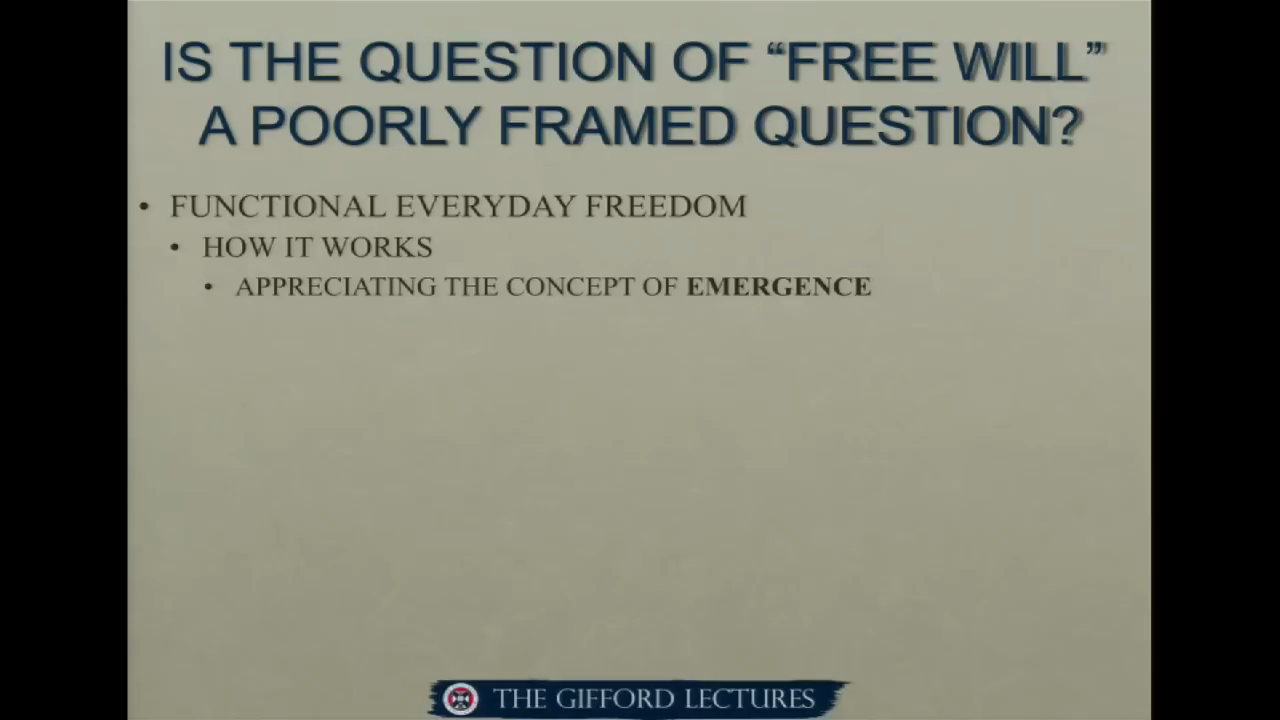 IS THE QUESTION OF “FREE WILL”
A POORLY FRAMED QUESTION?
• FUNCTIONAL EVERYDAY FREEDOM
• HOW IT WORKS
• APPRECIATING THE CONCEPT OF EMERGENCE
THE GIFFORD LECTURES